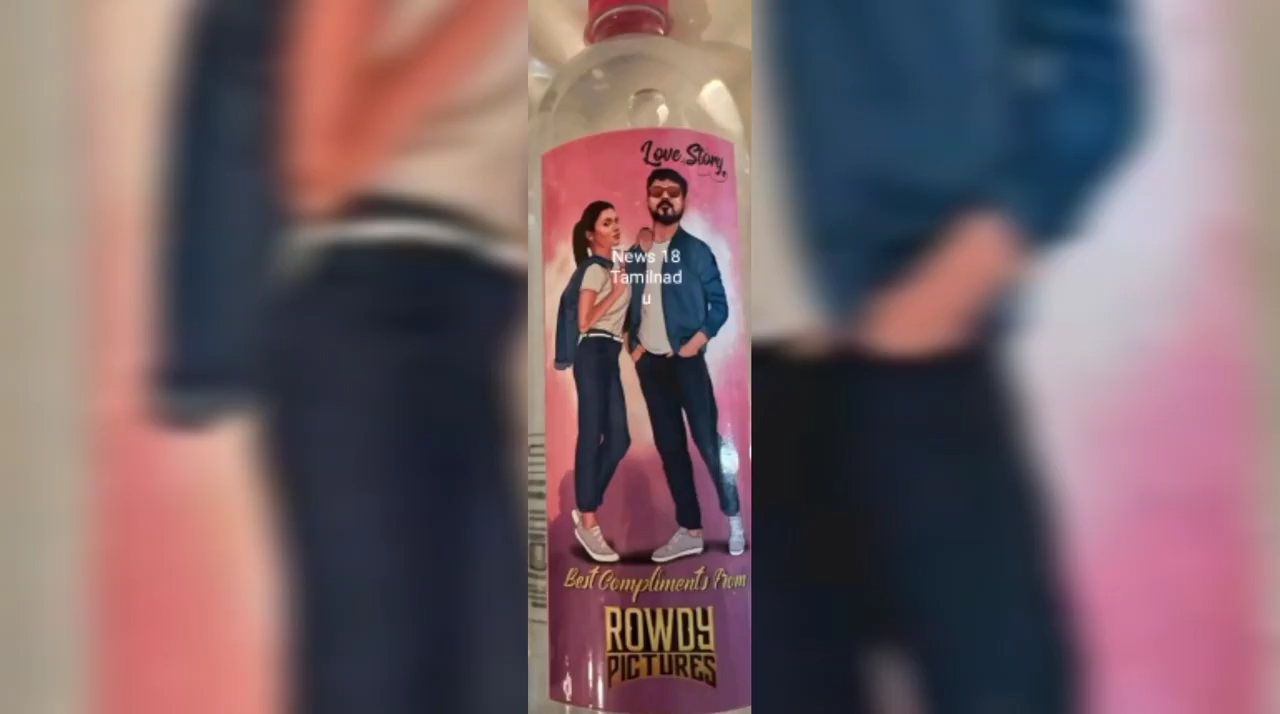 Love Story
News 18
Tamilnad
u
Best Compliments From
ROWDY
PICTURES